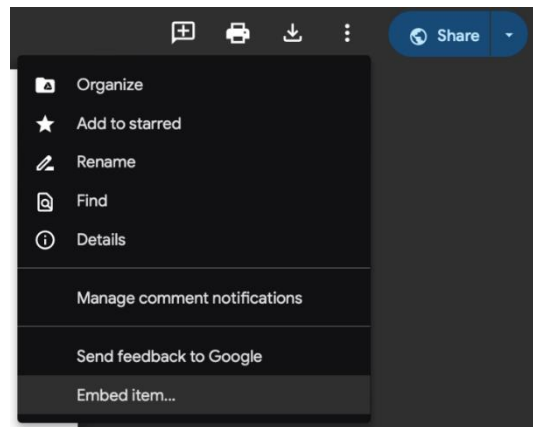 Share
Organize
Add to starred
Rename
Find
Details
Manage comment notifications
Send feedback to Google
Embed item...